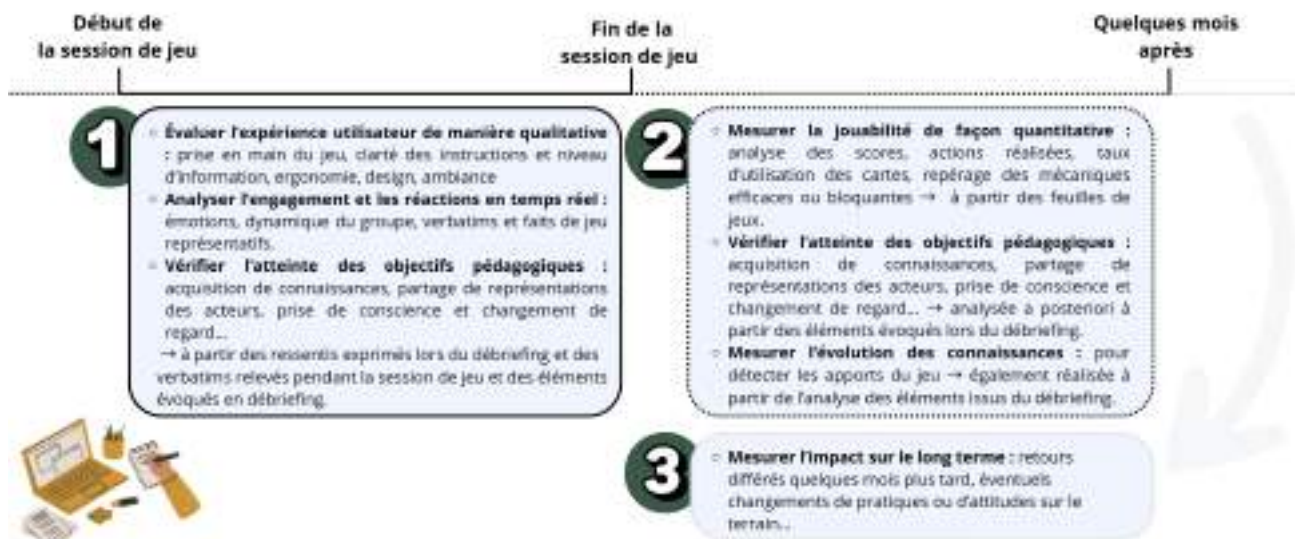 Début de
la session de jeu
Fin de la
session de jeu
Quelques mois
après
1
○ Évaluer l'expérience utilisateur de manière qualitative
: prise en main du jeu, clarté des instructions et niveau
d'information, ergonomie, design, ambiance
○ Analyser l'engagement et les réactions en temps réel :
émotions, dynamique du groupe, verbatims et faits de jeu
représentatifs.
○ Vérifier l'atteinte des objectifs pédagogiques :
acquisition de connaissances, partage de représentations
des acteurs, prise de conscience et changement de
regard...
→ à partir des ressentis exprimés lors du débriefing et des
verbatims relevés pendant la session de jeu et des éléments
évoqués en débriefing.
2
○ Mesurer la jouabilité de façon quantitative :
analyse des scores, actions réalisées, taux
d'utilisation des cartes, repérage des mécaniques
efficaces ou bloquantes → à partir des feuilles de
jeux.
○ Vérifier l'atteinte des objectifs pédagogiques :
acquisition de connaissances, partage de
représentations des acteurs, prise de conscience et
changement de regard... → analysée a posteriori à
partir des éléments évoqués lors du débriefing.
○ Mesurer l'évolution des connaissances : pour
détecter les apports du jeu → également réalisée à
partir de l'analyse des éléments issus du débriefing.
3
○ Mesurer l'impact sur le long terme : retours
différés quelques mois plus tard, éventuels
changements de pratiques ou d'attitudes sur le
terrain...